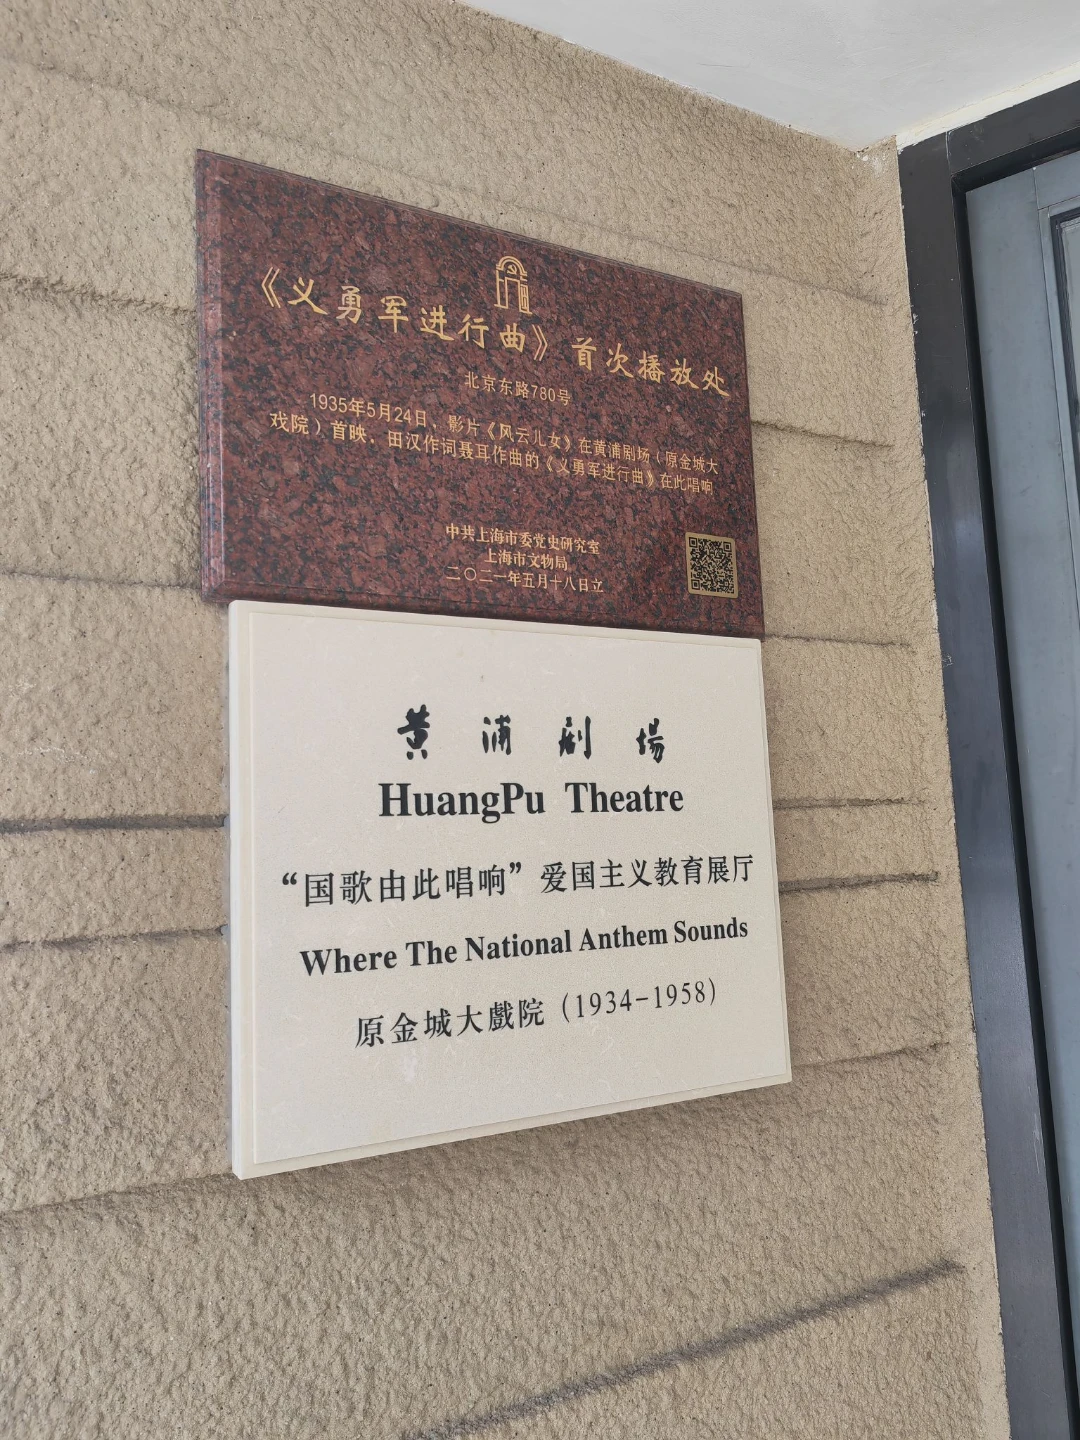 《义勇军进行曲》首次播放处
北京东路780号
1935年5月24日，影片《风云儿女》在黄浦剧场（原金城大
戏院）首映，田汉作词聂耳作曲的《义勇军进行曲》在此唱响
中共上海市委党史研究室
上海市文物局
二〇二一年五月十八日立
黄浦剧場
HuangPu Theatre
“国歌由此唱响”爱国主义教育展厅
Where The National Anthem Sounds
原金城大戲院（1934-1958）